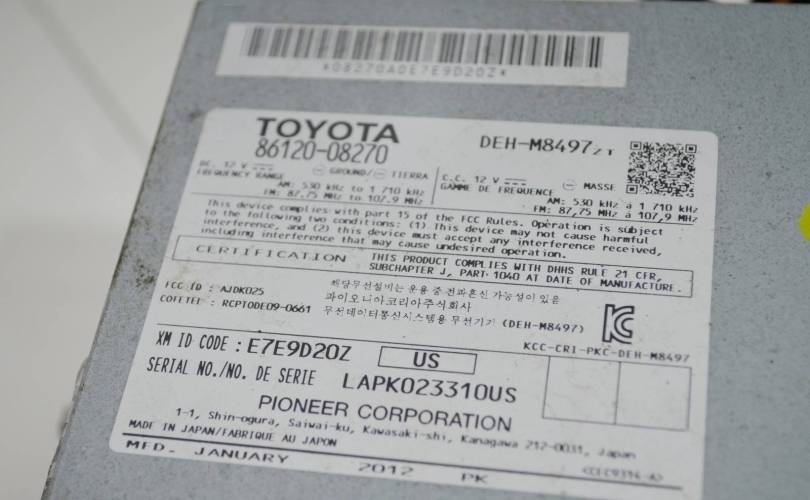 *08270A0E7E9D20Z*
TOYOTA
86120-08270
DEH-M8497ZT
DC. 12 V ⎓ ⊖ GROUND/⊖ TIERRA
FREQUENCY RANGE
AM: 530 kHz to 1 710 kHz
FM: 87.75 MHz to 107.9 MHz
C.C. 12 V ⎓ ⊖ MASSE
GAMME DE FREQUENCE
AM: 530 kHz à 1 710 kHz
FM: 87,75 MHz à 107,9 MHz
This device complies with part 15 of the FCC Rules. Operation is subject
to the following two conditions: (1) This device may not cause harmful
interference, and (2) this device must accept any interference received,
including interference that may cause undesired operation.
CERTIFICATION
THIS PRODUCT COMPLIES WITH DHHS RULE 21 CFR,
SUBCHAPTER J, PART 1040 AT DATE OF MANUFACTURE.
FCC ID : AJDK025
COFETEL : RCPTODE09-0661
해당무선설비는 운용 중 전파혼신 가능성이 있음
파이오니아코리아주식회사
무선데이터통신시스템용 무선기기 (DEH-M8497)
KCC-CRI-PKC-DEH-M8497
XM ID CODE : E7E9D20Z
US
SERIAL NO./NO. DE SERIE LAPK023310US
PIONEER CORPORATION
1-1, Shin-ogura, Saiwai-ku, Kawasaki-shi, Kanagawa 212-0031, Japan
MADE IN JAPAN/FABRIQUE AU JAPON
MFD. JANUARY 2012 PK
<CEC9314-A>